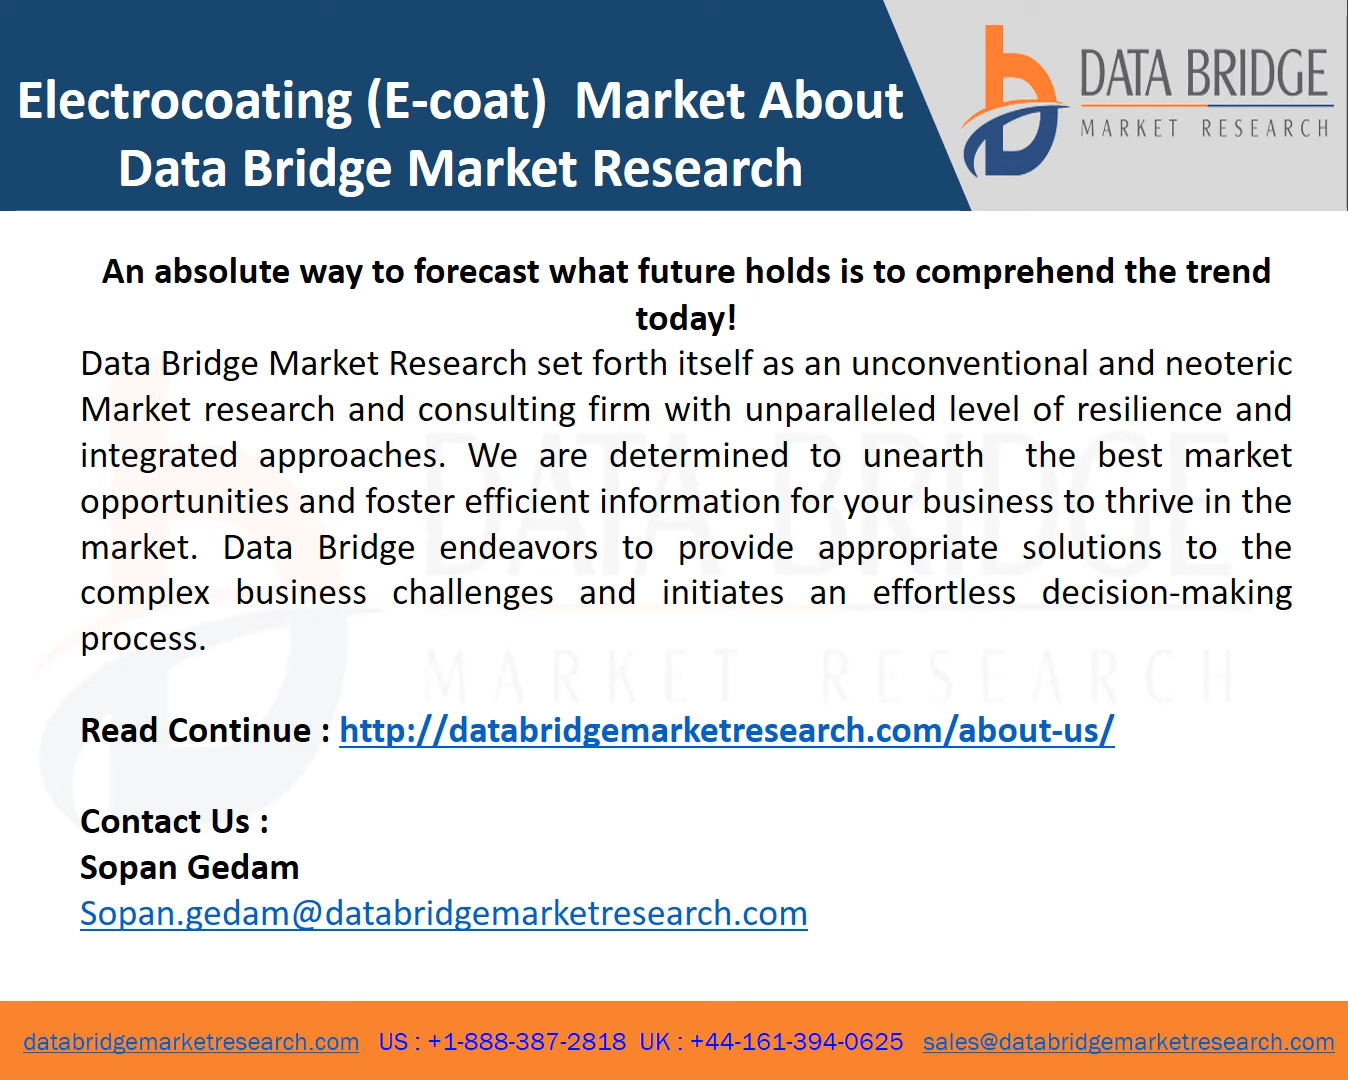 Electrocoating (E-coat)  Market About
Data Bridge Market Research
DATA BRIDGE
MARKET RESEARCH
An absolute way to forecast what future holds is to comprehend the trend
today!
Data Bridge Market Research set forth itself as an unconventional and neoteric
Market research and consulting firm with unparalleled level of resilience and
integrated approaches. We are determined to unearth  the best market
opportunities and foster efficient information for your business to thrive in the
market. Data Bridge endeavors to provide appropriate solutions to the
complex business challenges and initiates an effortless decision-making
process.
DATA BRIDGE
MARKET RESEARCH
Read Continue : http://databridgemarketresearch.com/about-us/
Contact Us :
Sopan Gedam
Sopan.gedam@databridgemarketresearch.com
databridgemarketresearch.com US : +1-888-387-2818 UK : +44-161-394-0625 sales@databridgemarketresearch.com